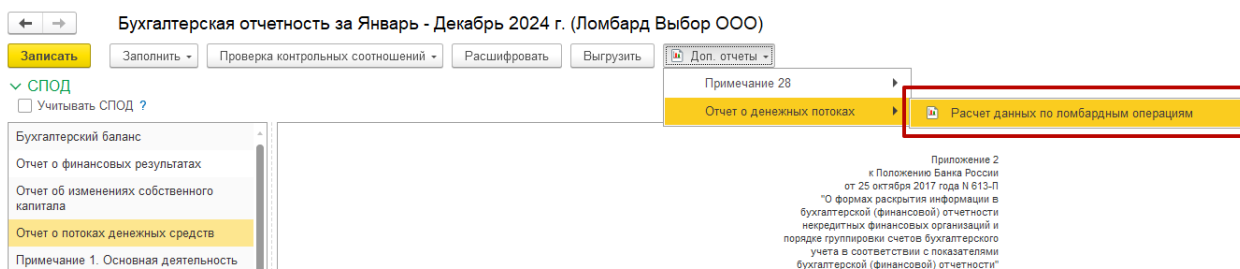 Бухгалтерская отчетность за Январь - Декабрь 2024 г. (Ломбард Выбор ООО)
Записать Заполнить Проверка контрольных соотношений Расшифровать Выгрузить Доп. отчеты
Примечание 28
Отчет о денежных потоках Расчет данных по ломбардным операциям
СПОД
Учитывать СПОД ?
Бухгалтерский баланс
Отчет о финансовых результатах
Отчет об изменениях собственного
капитала
Отчет о потоках денежных средств
Примечание 1. Основная деятельность
Приложение 2
к Положению Банка России
от 25 октября 2017 года N 613-П
"О формах раскрытия информации в
бухгалтерской (финансовой) отчетности
некредитных финансовых организаций и
порядке группировки счетов бухгалтерского
учета в соответствии с показателями
бухгалтерской (финансовой) отчетности"